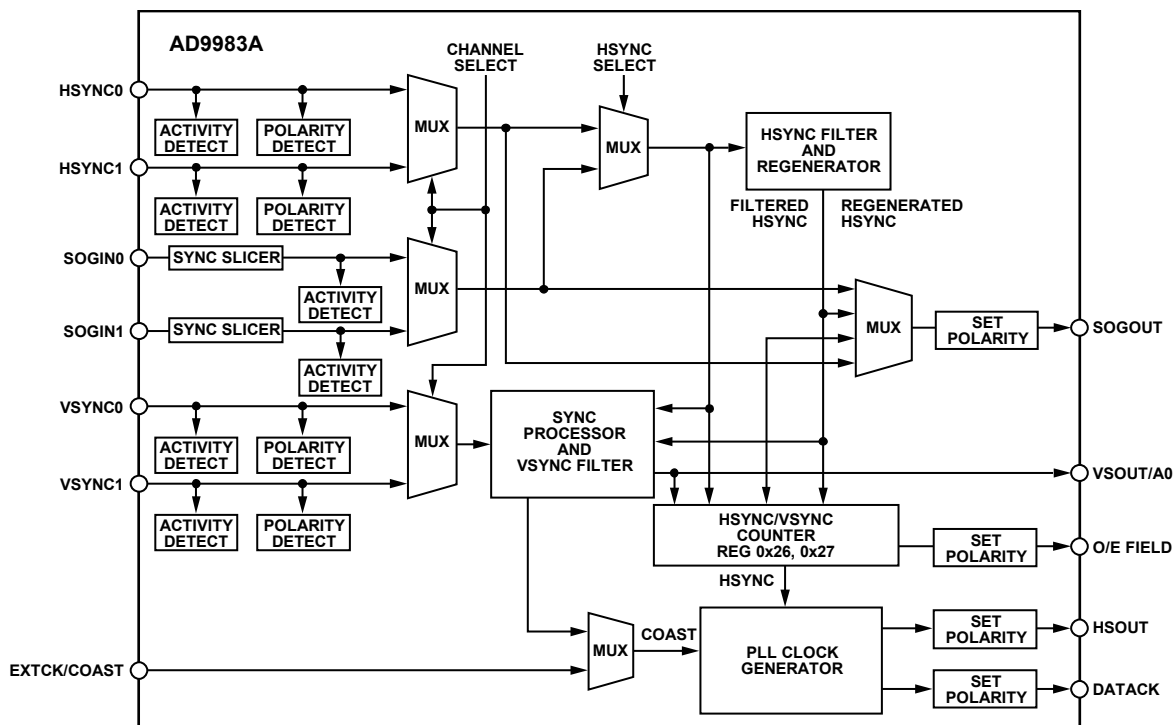 AD9983A
CHANNEL
SELECT
HSYNC
SELECT
HSYNC0
MUX
ACTIVITY
DETECT
POLARITY
DETECT
MUX
HSYNC FILTER
AND
REGENERATOR
HSYNC1
ACTIVITY
DETECT
POLARITY
DETECT
FILTERED
HSYNC
REGENERATED
HSYNC
SOGIN0
SYNC SLICER
MUX
ACTIVITY
DETECT
SOGIN1
SYNC SLICER
ACTIVITY
DETECT
MUX
SET
POLARITY
SOGOUT
VSYNC0
ACTIVITY
DETECT
POLARITY
DETECT
MUX
SYNC
PROCESSOR
AND
VSYNC FILTER
VSOUT/A0
VSYNC1
ACTIVITY
DETECT
POLARITY
DETECT
HSYNC/VSYNC
COUNTER
REG 0x26, 0x27
SET
POLARITY
O/E FIELD
HSYNC
EXTCK/COAST
MUX
COAST
PLL CLOCK
GENERATOR
SET
POLARITY
HSOUT
SET
POLARITY
DATACK